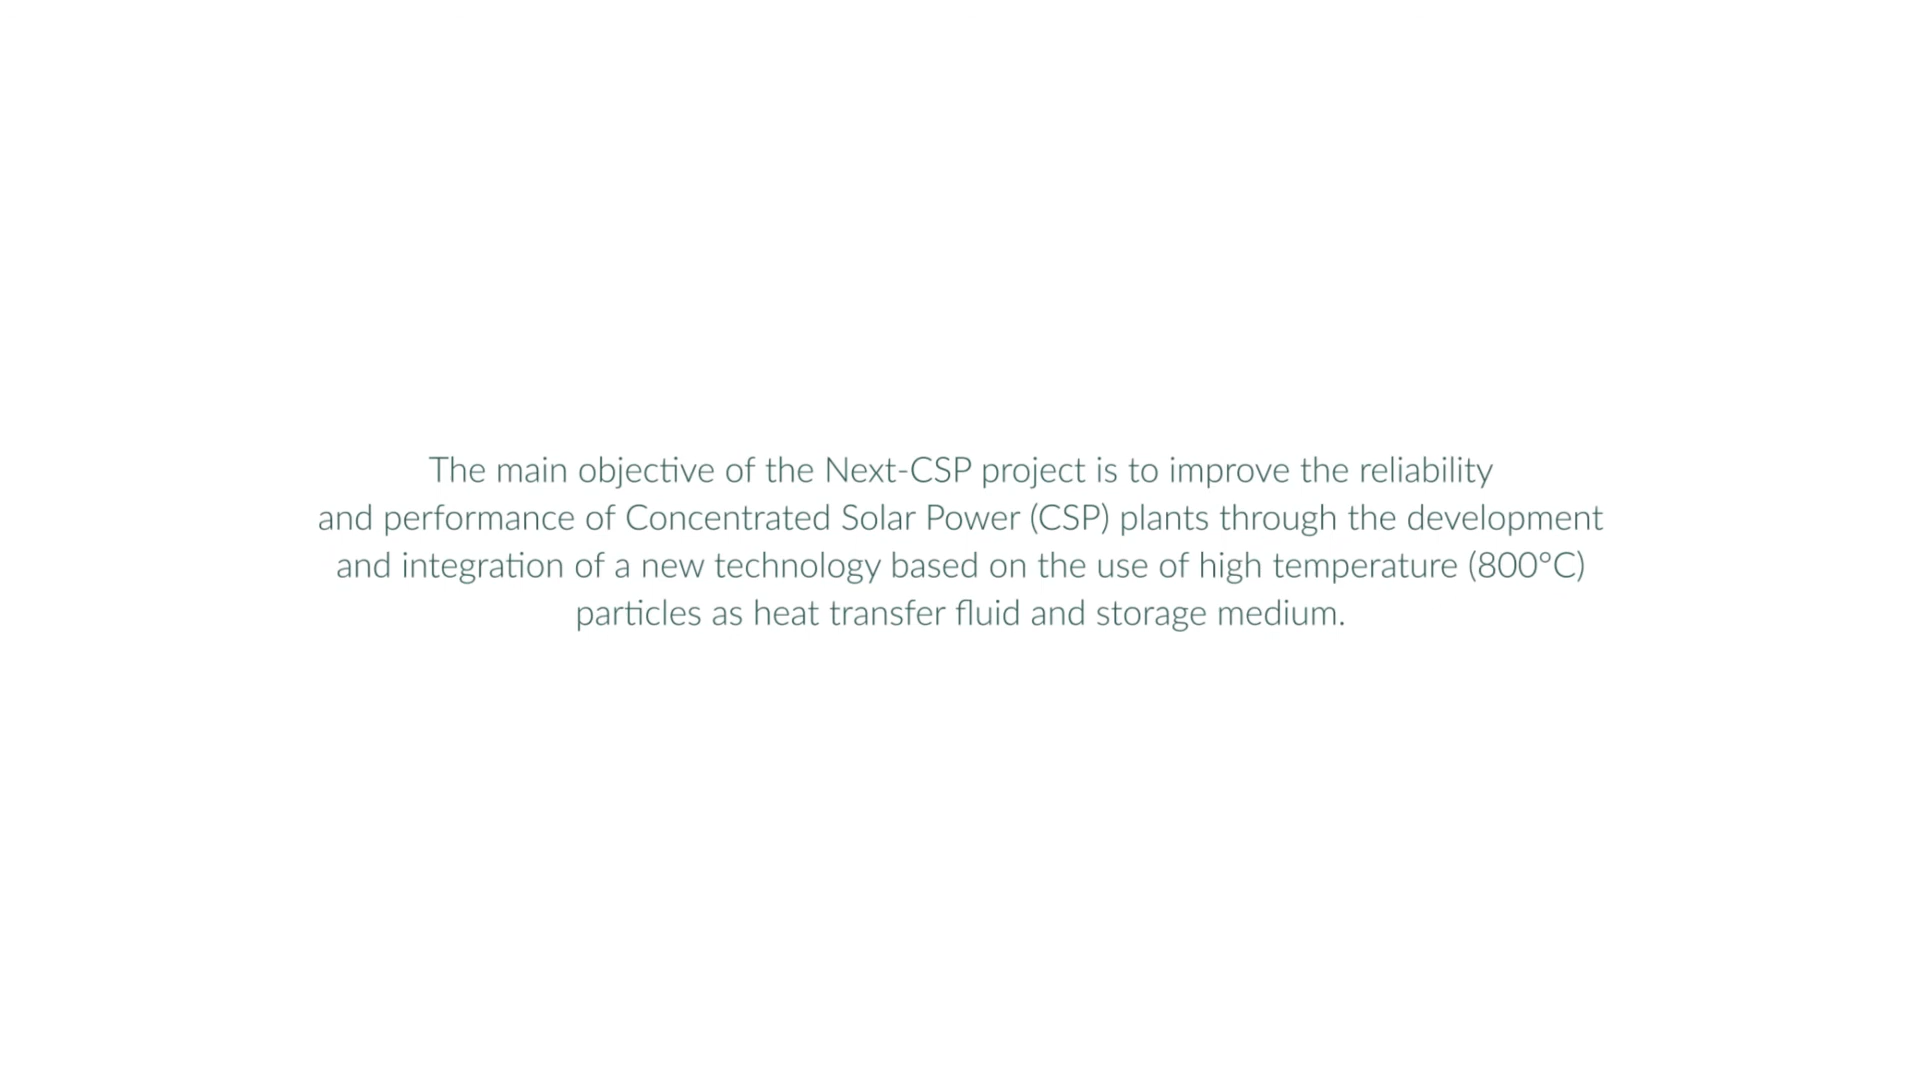 The main objective of the Next-CSP project is to improve the reliability
and performance of Concentrated Solar Power (CSP) plants through the development
and integration of a new technology based on the use of high temperature (800°C)
particles as heat transfer fluid and storage medium.